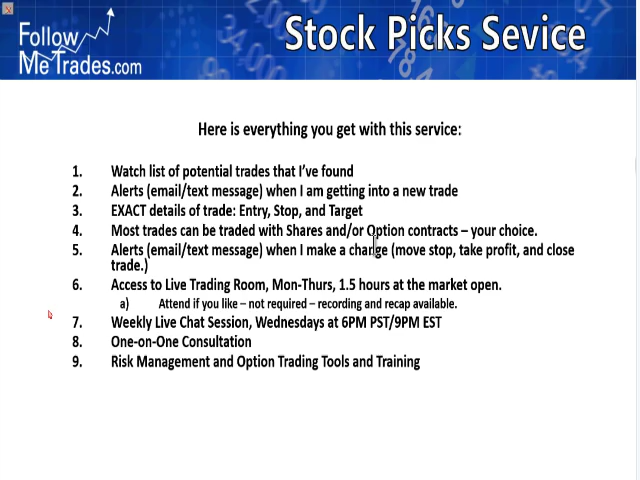 Follow
MeTrades.com
Stock Picks Sevice
Here is everything you get with this service:
1. Watch list of potential trades that I've found
2. Alerts (email/text message) when I am getting into a new trade
3. EXACT details of trade: Entry, Stop, and Target
4. Most trades can be traded with Shares and/or Option contracts – your choice.
5. Alerts (email/text message) when I make a change (move stop, take profit, and close
trade.)
6. Access to Live Trading Room, Mon-Thurs, 1.5 hours at the market open.
a) Attend if you like – not required – recording and recap available.
7. Weekly Live Chat Session, Wednesdays at 6PM PST/9PM EST
8. One-on-One Consultation
9. Risk Management and Option Trading Tools and Training